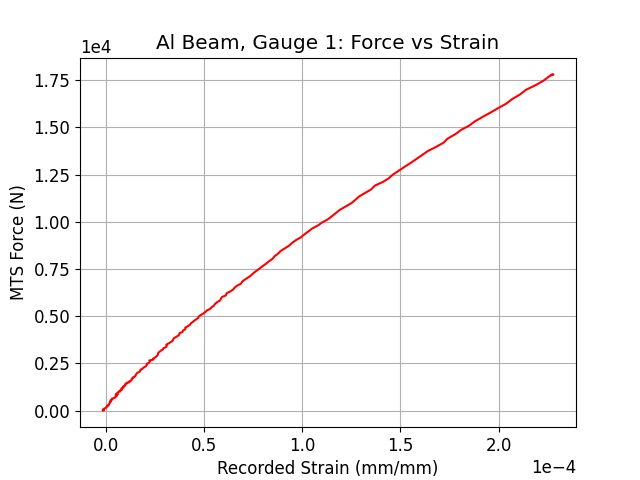 Al Beam, Gauge 1: Force vs Strain
1e4
1.75
1.50
1.25
1.00
0.75
0.50
0.25
0.00
MTS Force (N)
0.0 0.5 1.0 1.5 2.0
Recorded Strain (mm/mm) 1e−4